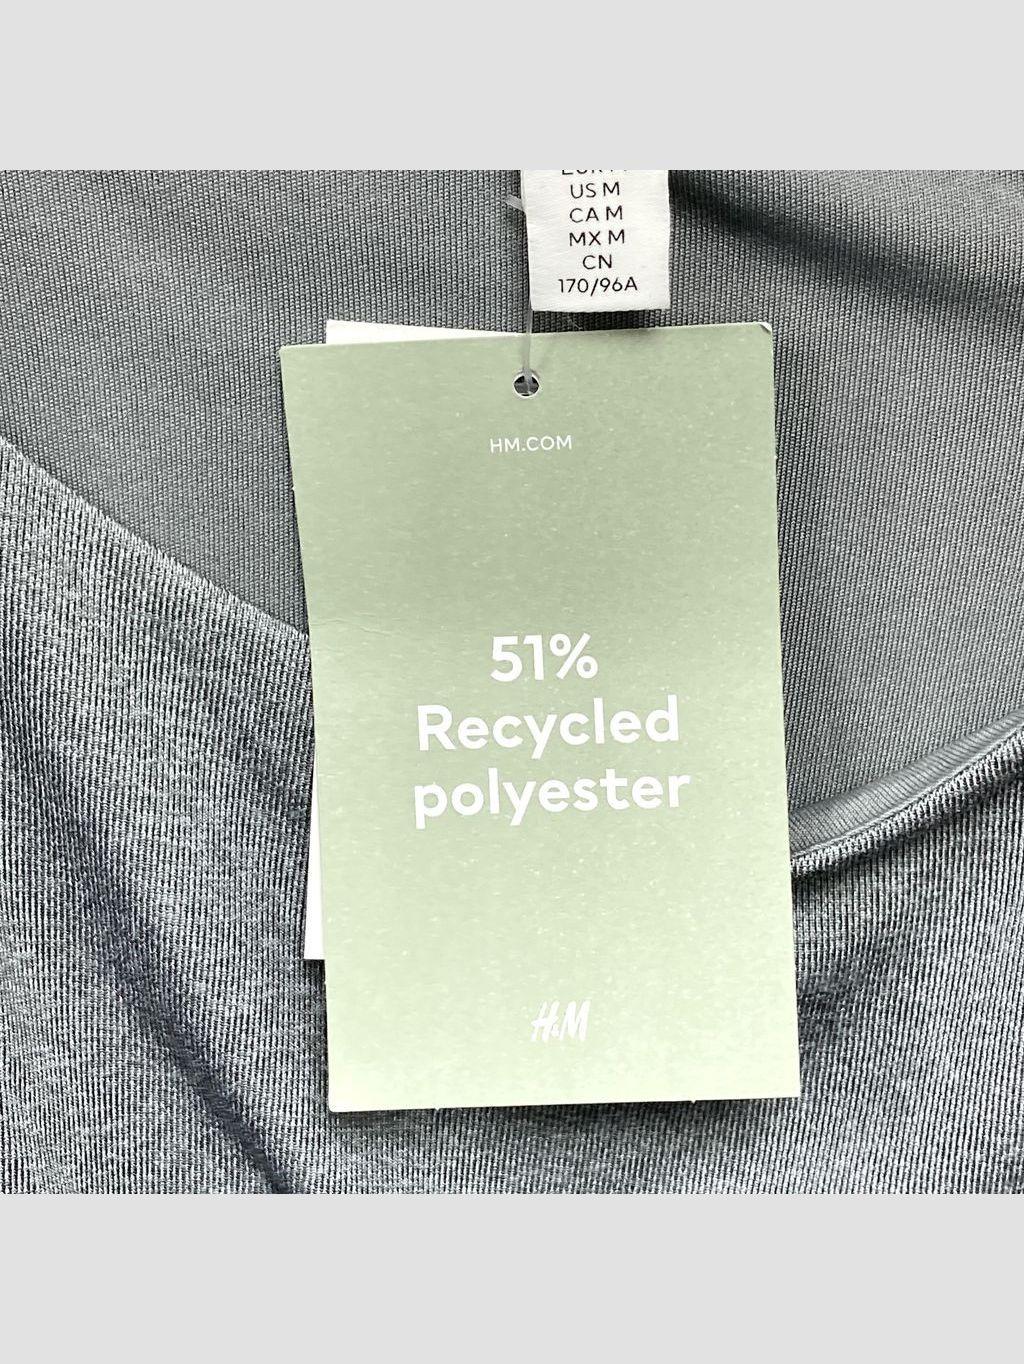 US M
CA M
MX M
CN
170/96A
HM.COM
51%
Recycled
polyester
H&M